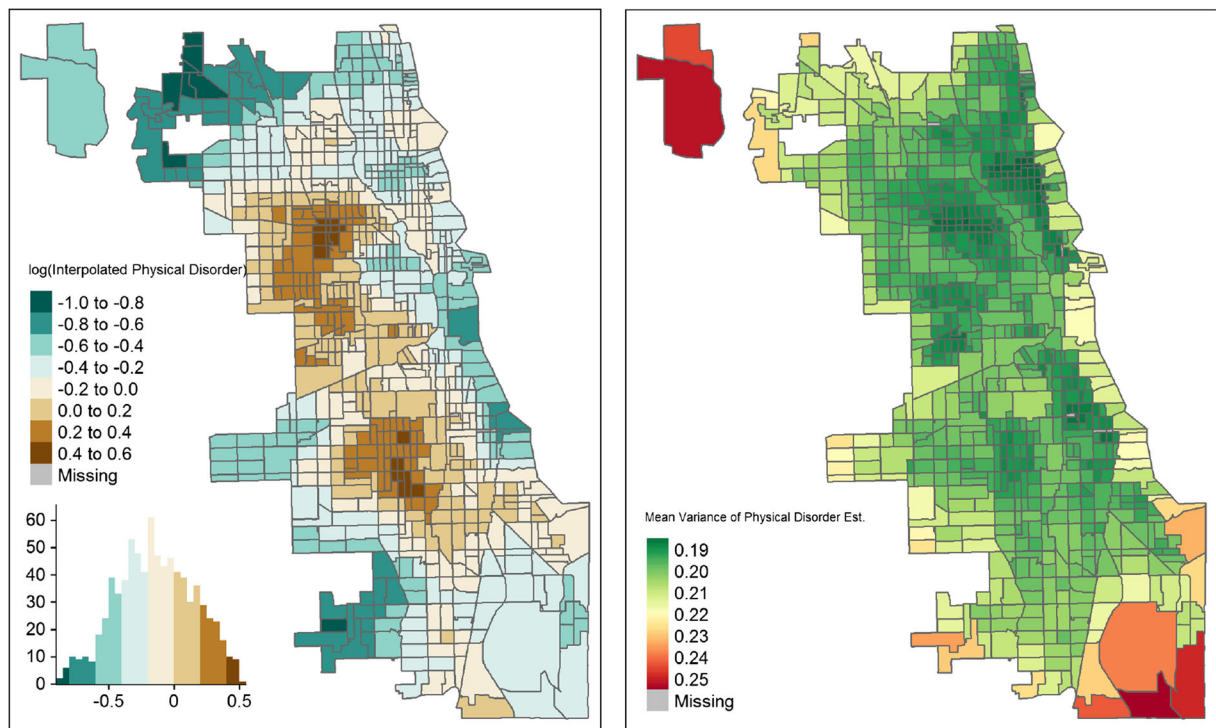 log(Interpolated Physical Disorder)
-1.0 to -0.8
-0.8 to -0.6
-0.6 to -0.4
-0.4 to -0.2
-0.2 to 0.0
0.0 to 0.2
0.2 to 0.4
0.4 to 0.6
Missing
60
50
40
30
20
10
0
-0.5 0 0.5
Mean Variance of Physical Disorder Est.
0.19
0.20
0.21
0.22
0.23
0.24
0.25
Missing